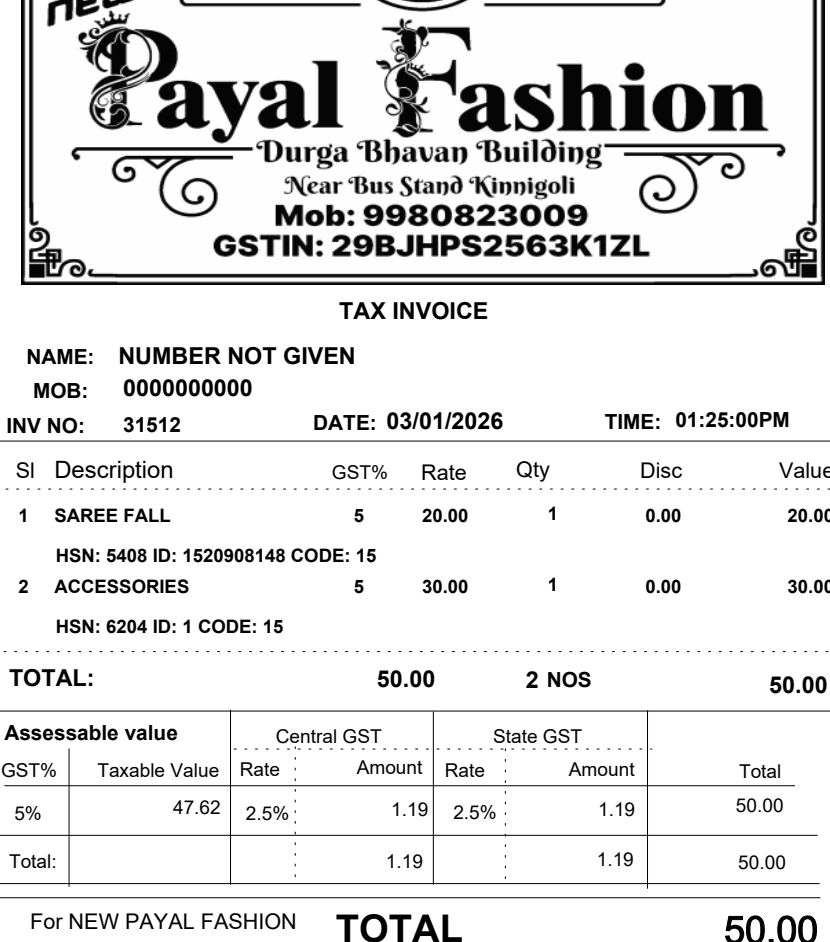 new
Payal Fashion
Durga Bhavan Building
Near Bus Stand Kinnigoli
Mob: 9980823009
GSTIN: 29BJHPS2563K1ZL
TAX INVOICE
NAME: NUMBER NOT GIVEN
MOB: 0000000000
INV NO: 31512 DATE: 03/01/2026 TIME: 01:25:00PM
Sl Description GST% Rate Qty Disc Value
1 SAREE FALL 5 20.00 1 0.00 20.00
HSN: 5408 ID: 1520908148 CODE: 15
2 ACCESSORIES 5 30.00 1 0.00 30.00
HSN: 6204 ID: 1 CODE: 15
TOTAL: 50.00 2 NOS 50.00
Assessable value Central GST State GST
GST% Taxable Value Rate Amount Rate Amount Total
5% 47.62 2.5% 1.19 2.5% 1.19 50.00
Total: 1.19 1.19 50.00
For NEW PAYAL FASHION TOTAL 50.00